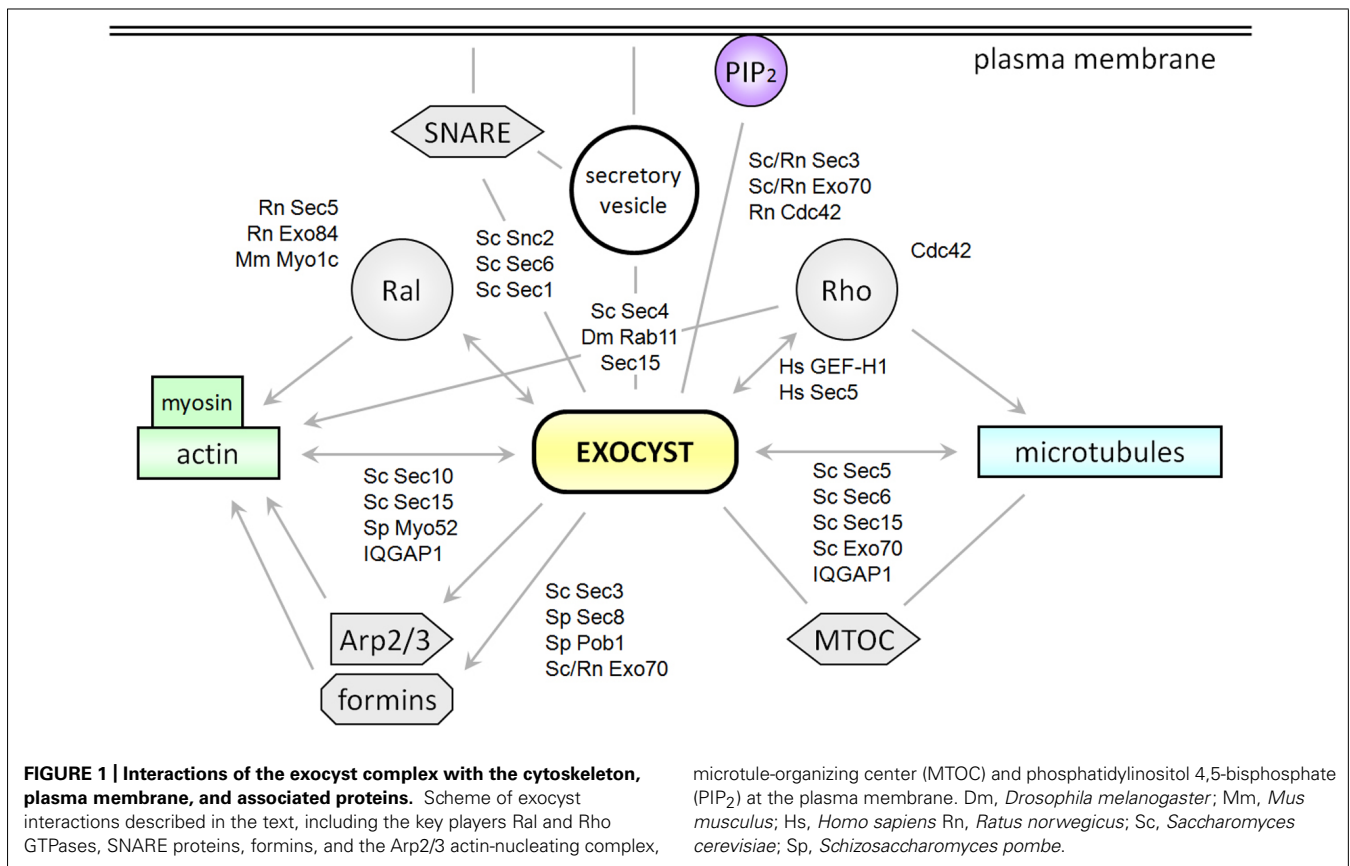 plasma membrane
PIP2
SNARE
secretory
vesicle
Sc/Rn Sec3
Sc/Rn Exo70
Rn Cdc42
Rn Sec5
Rn Exo84
Mm Myo1c
Ral
Sc Snc2
Sc Sec6
Sc Sec1
Rho
Cdc42
Sc Sec4
Dm Rab11
Sec15
Hs GEF-H1
Hs Sec5
myosin
actin
EXOCYST
microtubules
Sc Sec10
Sc Sec15
Sp Myo52
IQGAP1
Sc Sec5
Sc Sec6
Sc Sec15
Sc Exo70
IQGAP1
Sc Sec3
Sp Sec8
Sp Pob1
Sc/Rn Exo70
Arp2/3
formins
MTOC
FIGURE 1 | Interactions of the exocyst complex with the cytoskeleton,
plasma membrane, and associated proteins. Scheme of exocyst
interactions described in the text, including the key players Ral and Rho
GTPases, SNARE proteins, formins, and the Arp2/3 actin-nucleating complex,
microtule-organizing center (MTOC) and phosphatidylinositol 4,5-bisphosphate
(PIP2) at the plasma membrane. Dm, Drosophila melanogaster; Mm, Mus
musculus; Hs, Homo sapiens Rn, Ratus norwegicus; Sc, Saccharomyces
cerevisiae; Sp, Schizosaccharomyces pombe.